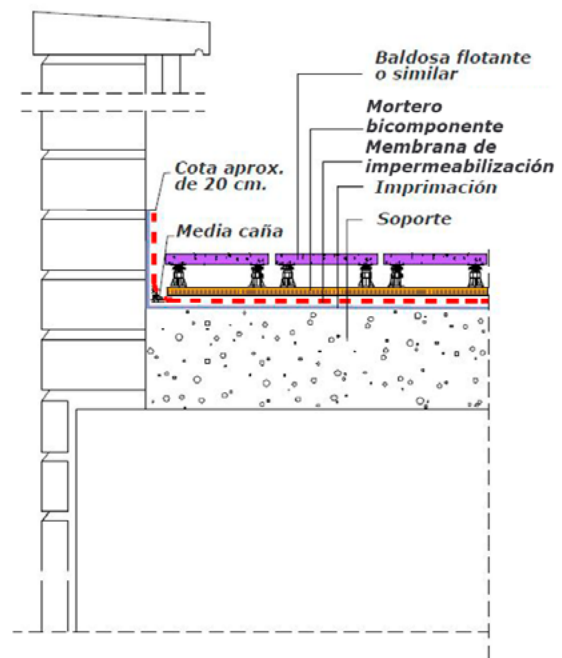 Baldosa flotante
o similar
Mortero
bicomponente
Membrana de
impermeabilización
Cota aprox.
de 20 cm.
Imprimación
Media caña
Soporte